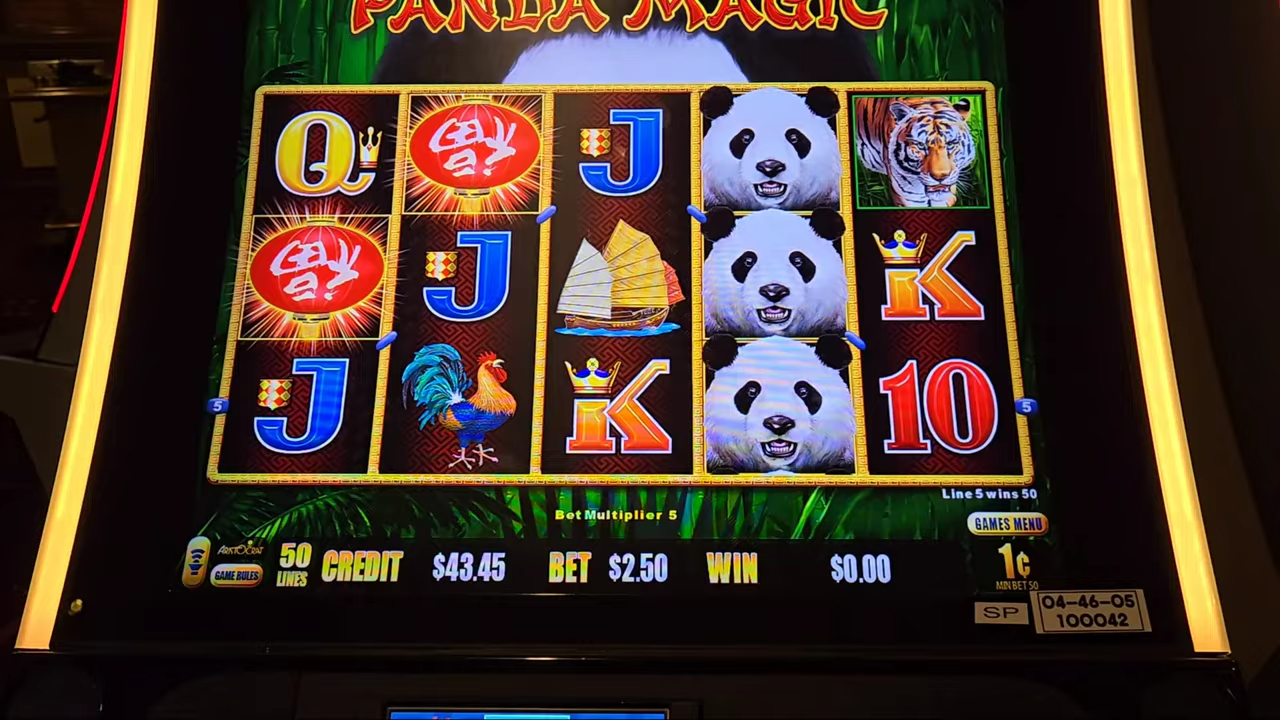 PANDA MAGIC
Q
J
K
J
J
K
10
5
5
Line 5 wins 50
Bet Multiplier 5
GAMES MENU
ARISTOCRAT
GAME RULES
50
LINES
CREDIT $43.45 BET $2.50 WIN $0.00
1¢
MIN BET 50
SP
04-46-05
100042